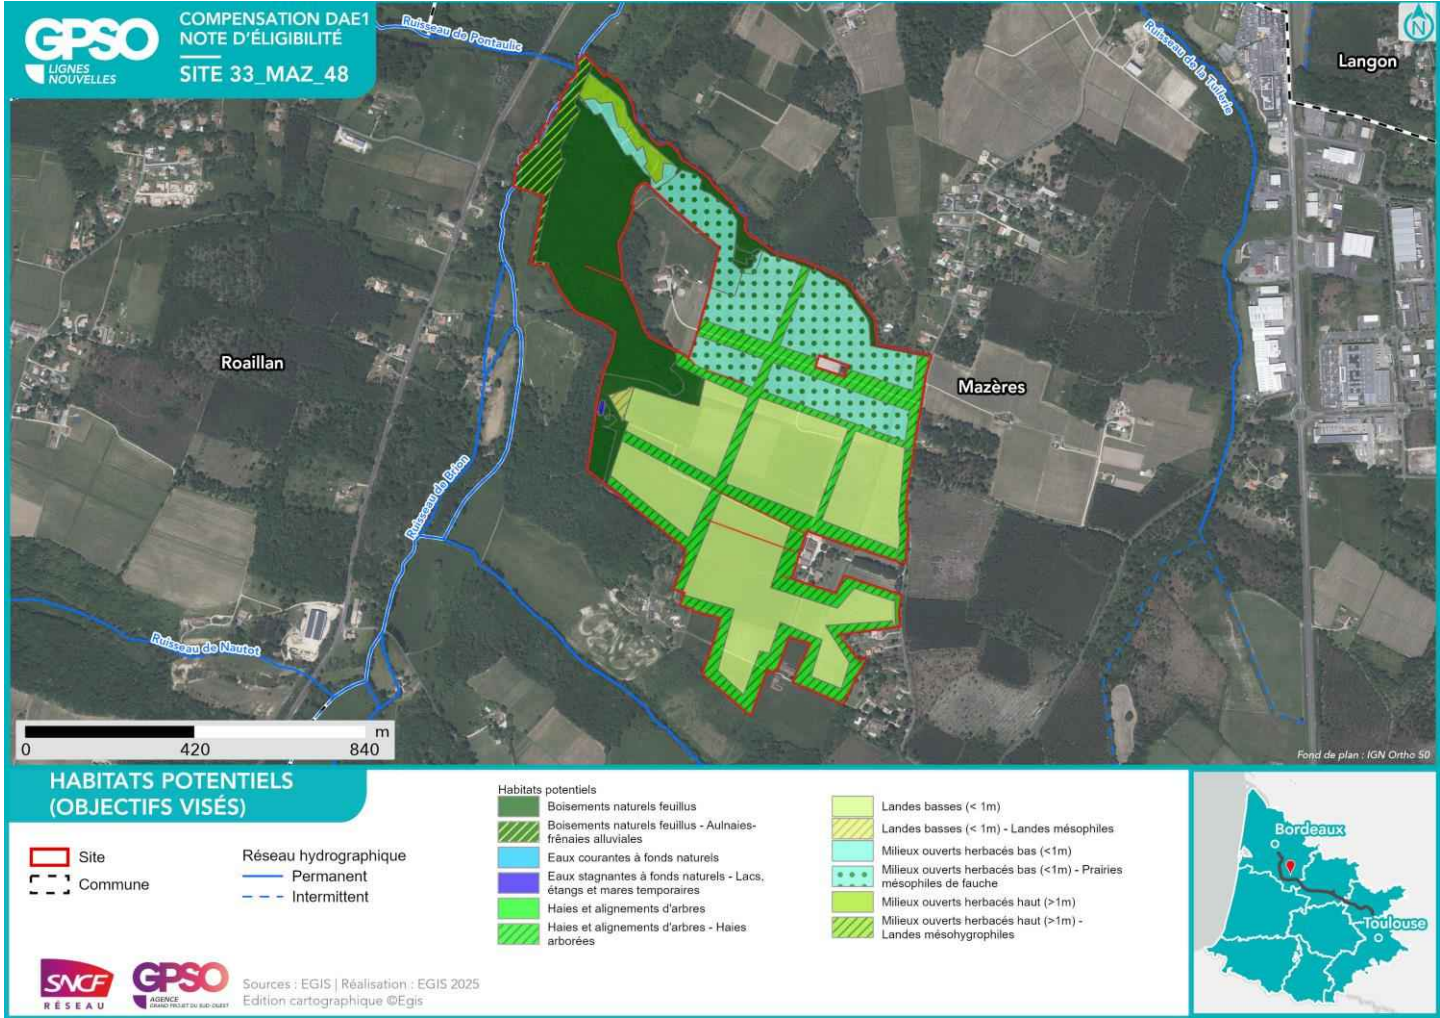 GPSO
LIGNES
NOUVELLES
COMPENSATION DAE1
NOTE D'ÉLIGIBILITÉ
SITE 33_MAZ_48
Ruisseau de Pontaulic
Ruisseau de la Tuilerie
N
Langon
Roaillan
Mazères
Ruisseau de Brion
Ruisseau de Nautot
m
0 420 840
Fond de plan : IGN Ortho 50
HABITATS POTENTIELS
(OBJECTIFS VISÉS)
Site
Commune
Réseau hydrographique
Permanent
Intermittent
Habitats potentiels
Boisements naturels feuillus
Boisements naturels feuillus - Aulnaies-
frênaies alluviales
Eaux courantes à fonds naturels
Eaux stagnantes à fonds naturels - Lacs,
étangs et mares temporaires
Haies et alignements d'arbres
Haies et alignements d'arbres - Haies
arborées
Landes basses (< 1m)
Landes basses (< 1m) - Landes mésophiles
Milieux ouverts herbacés bas (<1m)
Milieux ouverts herbacés bas (<1m) - Prairies
mésophiles de fauche
Milieux ouverts herbacés haut (>1m)
Milieux ouverts herbacés haut (>1m) -
Landes mésohygrophiles
Bordeaux
Toulouse
SNCF
RÉSEAU
GPSO
AGENCE
GRAND PROJET DU SUD-OUEST
Sources : EGIS | Réalisation : EGIS 2025
Edition cartographique ©Egis